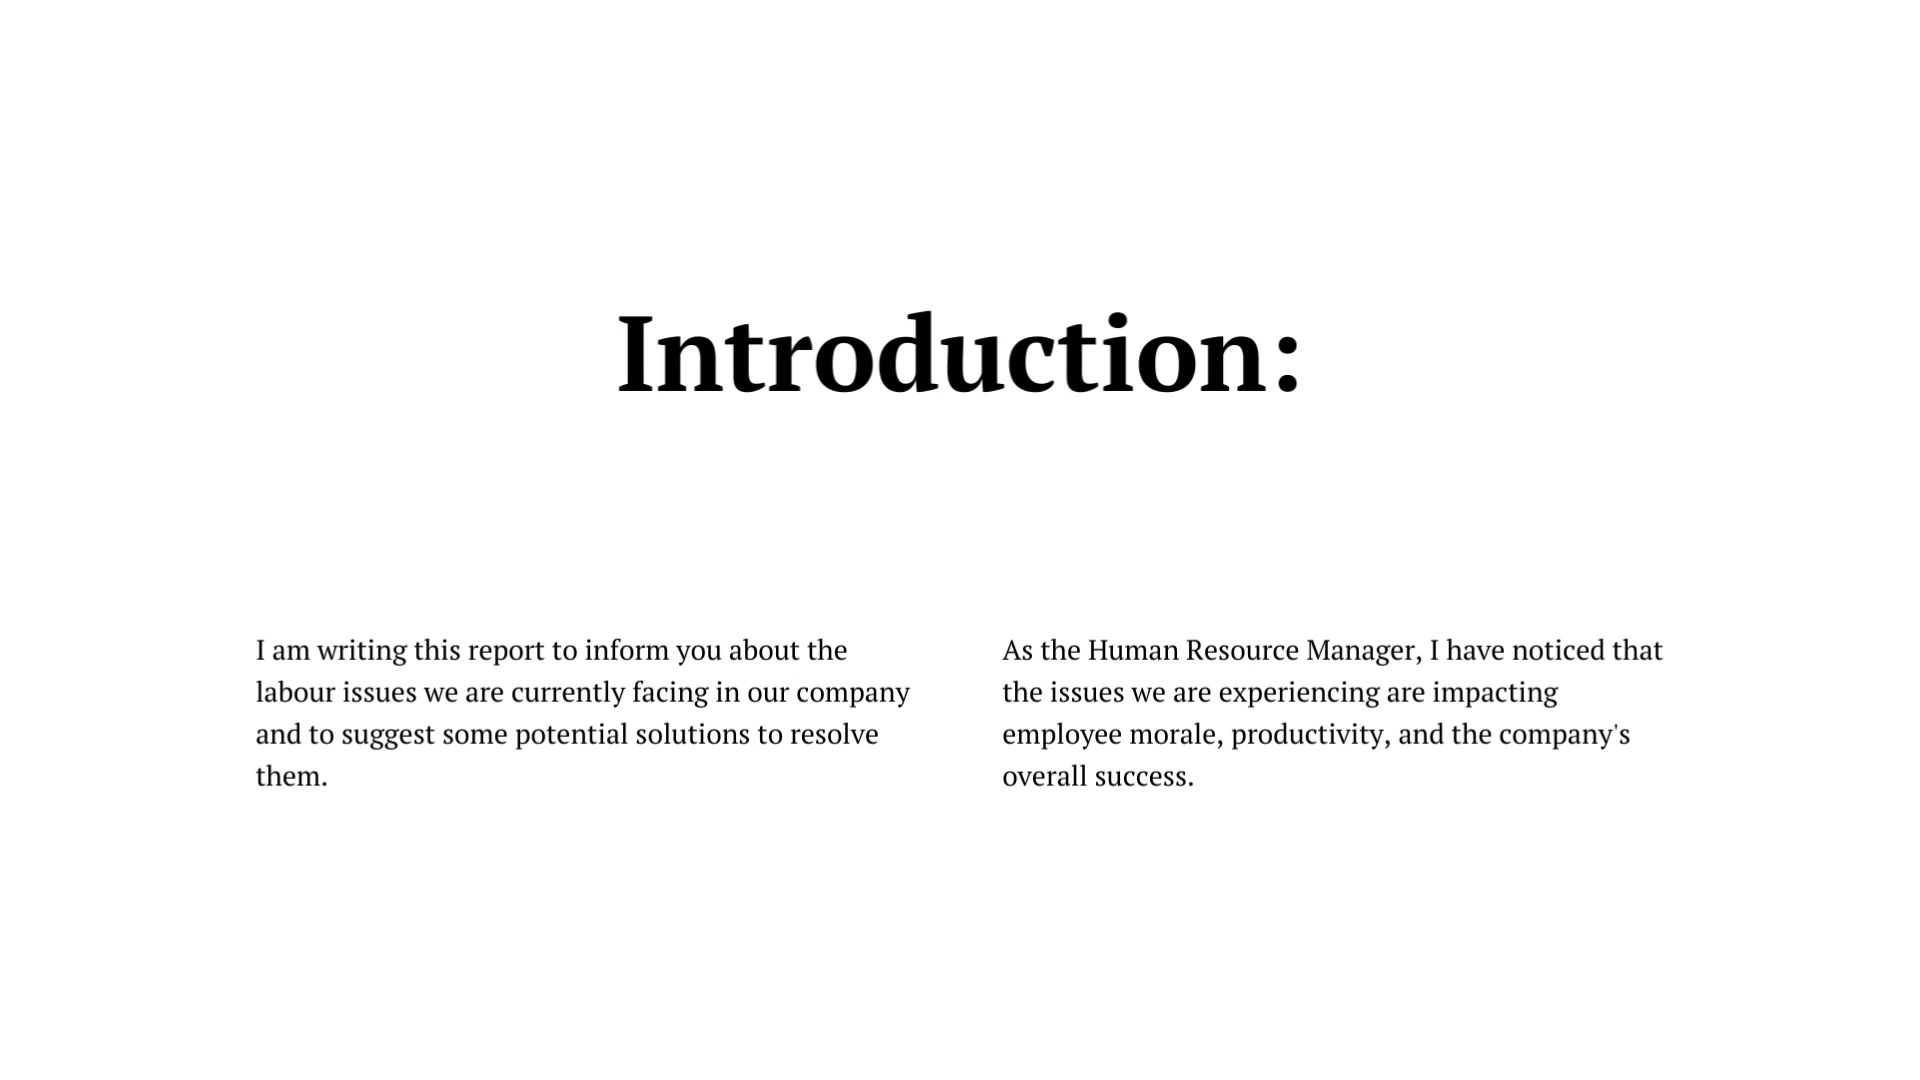 Introduction:
I am writing this report to inform you about the
labour issues we are currently facing in our company
and to suggest some potential solutions to resolve
them.
As the Human Resource Manager, I have noticed that
the issues we are experiencing are impacting
employee morale, productivity, and the company's
overall success.